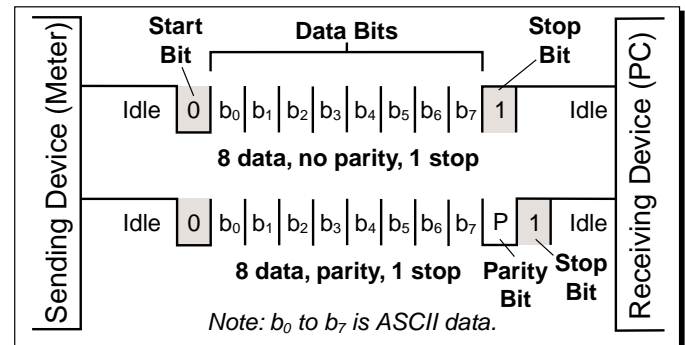 Sending Device (Meter)
Start
Bit
Data Bits
Stop
Bit
Idle 0 b₀ b₁ b₂ b₃ b₄ b₅ b₆ b₇ 1 Idle
8 data, no parity, 1 stop
Idle 0 b₀ b₁ b₂ b₃ b₄ b₅ b₆ b₇ P 1 Idle
8 data, parity, 1 stop
Parity
Bit
Stop
Bit
Note: b₀ to b₇ is ASCII data.
Receiving Device (PC)